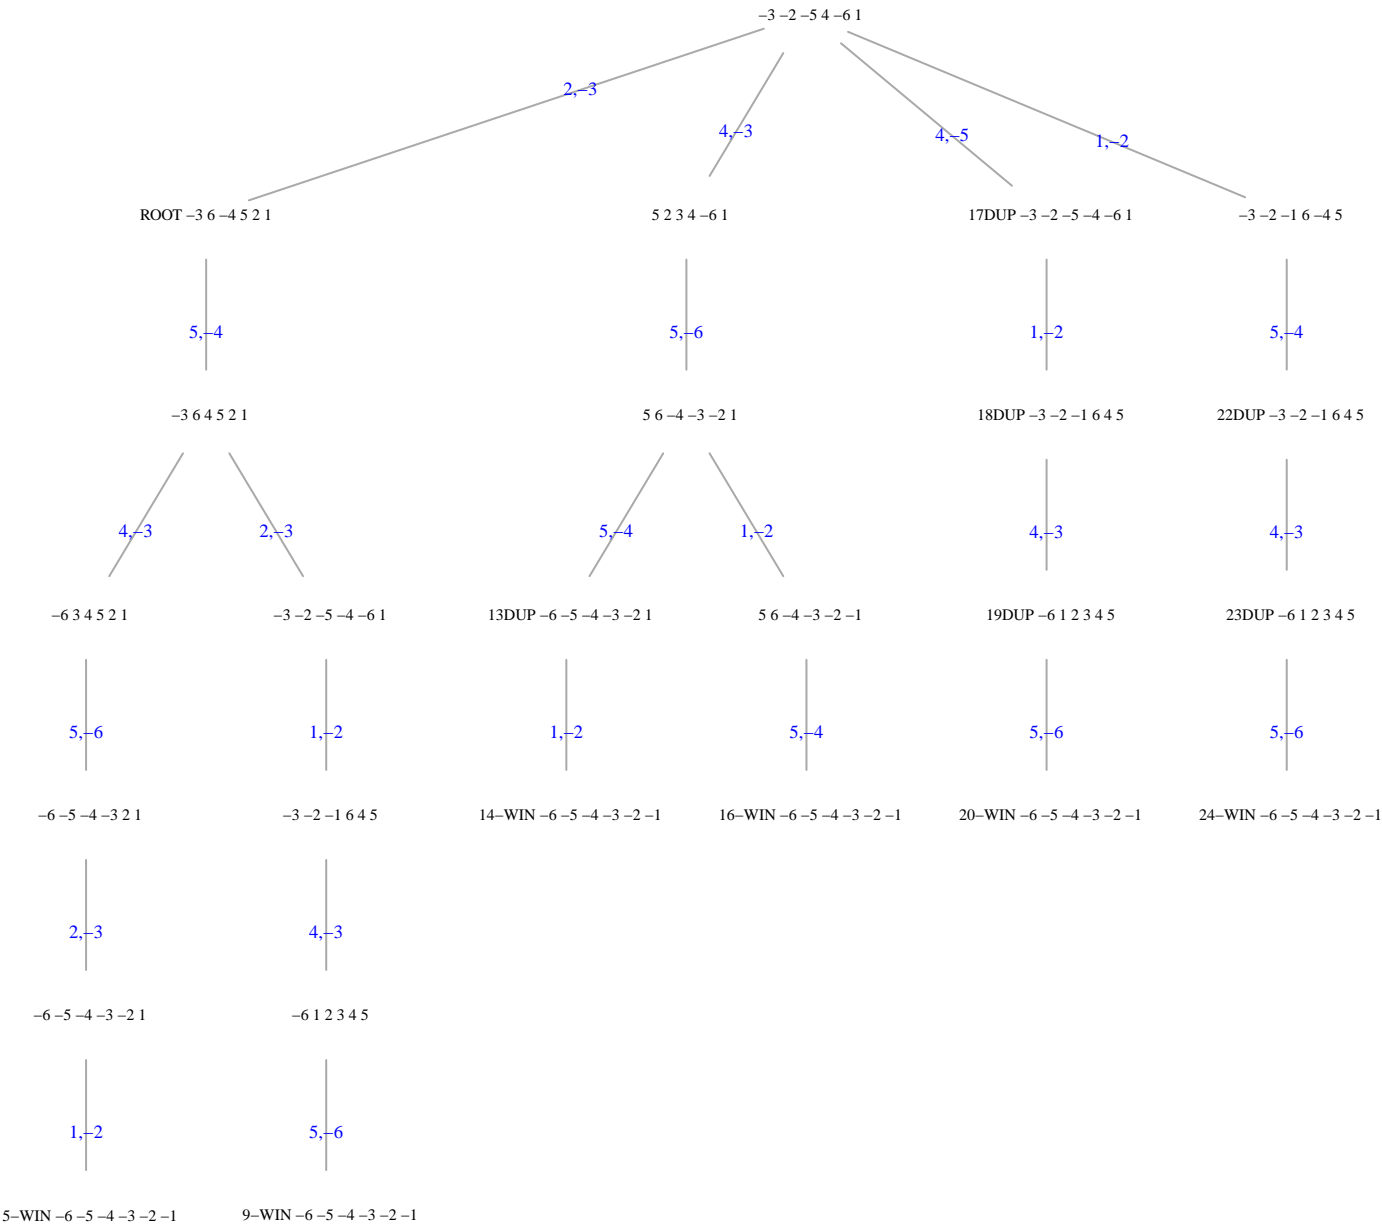 −3 −2 −5 4 −6 1
2,−3
4,−3
4,−5
1,−2
ROOT −3 6 −4 5 2 1
5 2 3 4 −6 1
17DUP −3 −2 −5 −4 −6 1
−3 −2 −1 6 −4 5
5,−4
5,−6
1,−2
5,−4
−3 6 4 5 2 1
5 6 −4 −3 −2 1
18DUP −3 −2 −1 6 4 5
22DUP −3 −2 −1 6 4 5
4,−3
2,−3
5,−4
1,−2
4,−3
4,−3
−6 3 4 5 2 1
−3 −2 −5 −4 −6 1
13DUP −6 −5 −4 −3 −2 1
5 6 −4 −3 −2 −1
19DUP −6 1 2 3 4 5
23DUP −6 1 2 3 4 5
5,−6
1,−2
1,−2
5,−4
5,−6
5,−6
−6 −5 −4 −3 2 1
−3 −2 −1 6 4 5
14−WIN −6 −5 −4 −3 −2 −1
16−WIN −6 −5 −4 −3 −2 −1
20−WIN −6 −5 −4 −3 −2 −1
24−WIN −6 −5 −4 −3 −2 −1
2,−3
4,−3
−6 −5 −4 −3 −2 1
−6 1 2 3 4 5
1,−2
5,−6
5−WIN −6 −5 −4 −3 −2 −1
9−WIN −6 −5 −4 −3 −2 −1